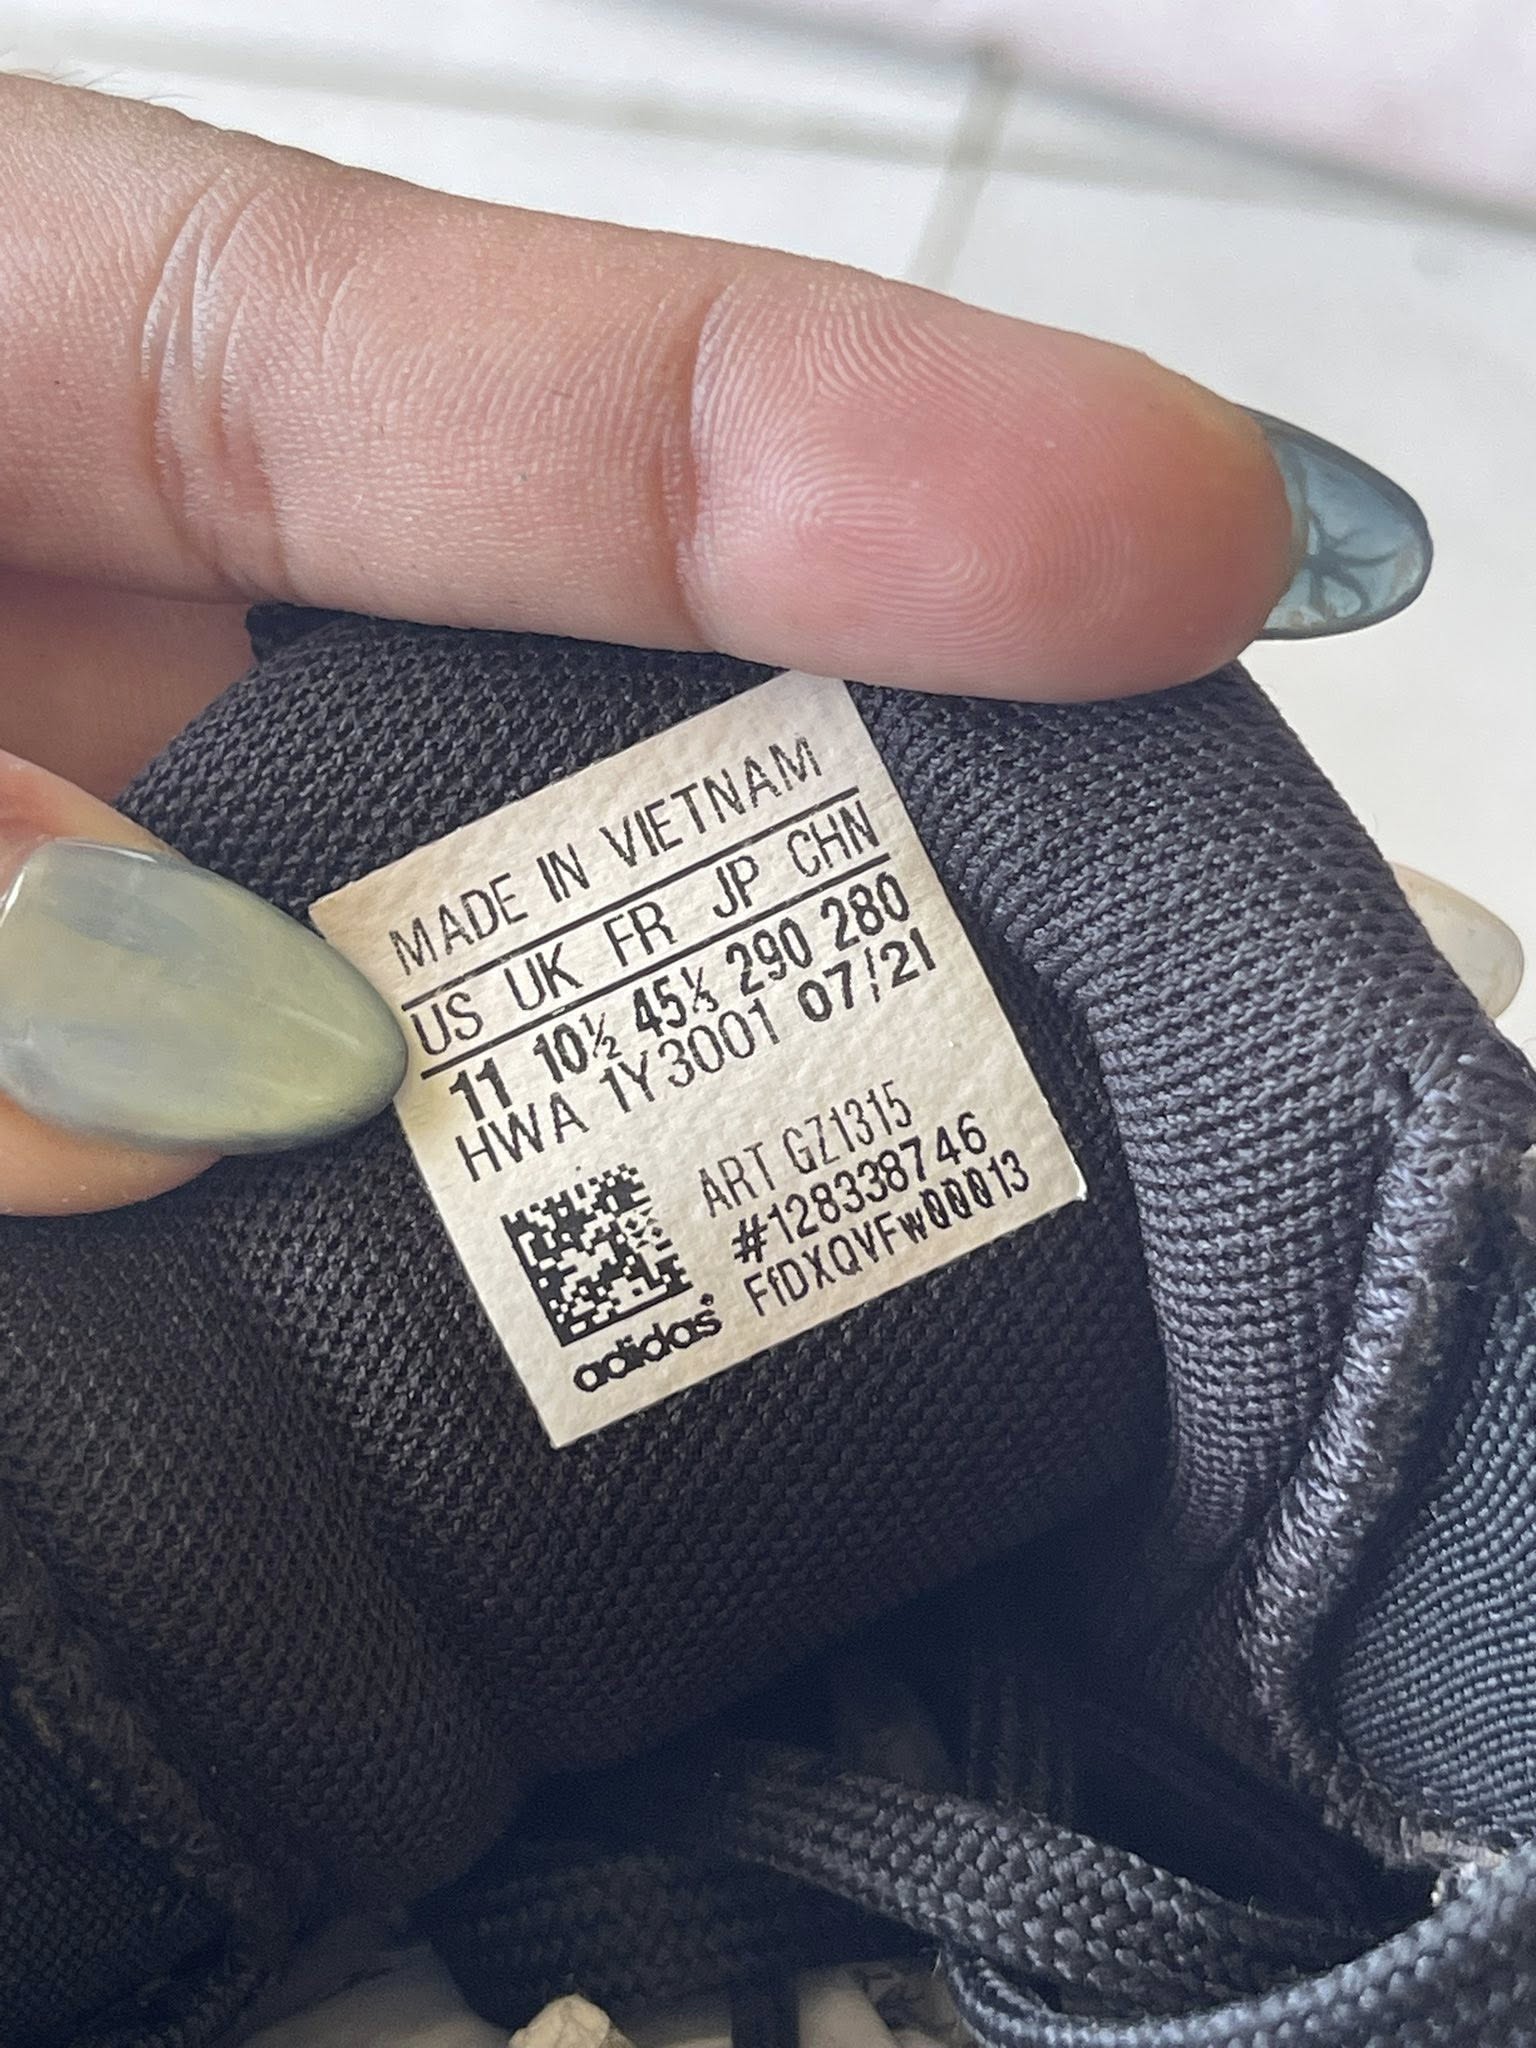 MADE IN VIETNAM
US UK FR JP CHN
11 10½ 45⅓ 290 280
HWA 1Y3001 07/21
ART GZ1315
#128338746
FfDXQVFw00013
adidas